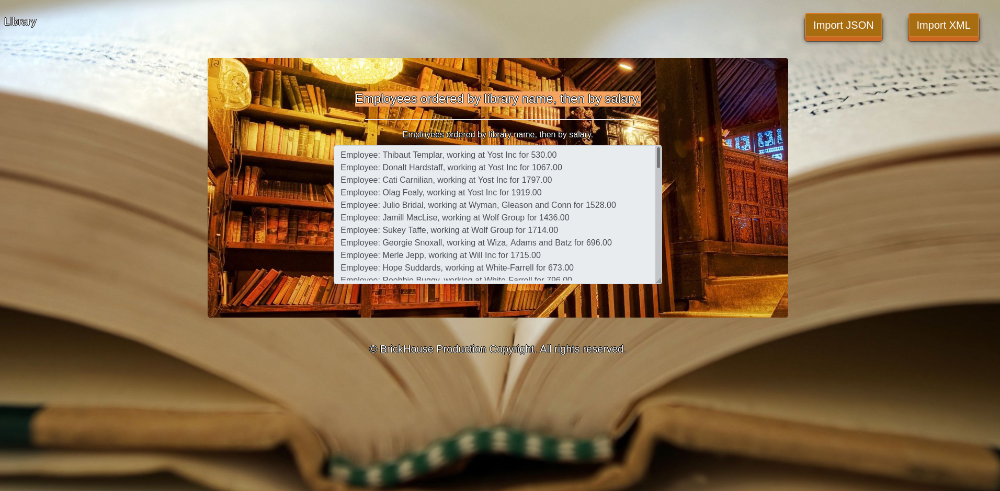 Library
Import JSON
Import XML
Employees ordered by library name, then by salary.
Employees ordered by library name, then by salary.
Employee: Thibaut Templar, working at Yost Inc for 530.00
Employee: Donalt Hardstaff, working at Yost Inc for 1067.00
Employee: Cati Carnilian, working at Yost Inc for 1797.00
Employee: Olag Fealy, working at Yost Inc for 1919.00
Employee: Julio Bridal, working at Wyman, Gleason and Conn for 1528.00
Employee: Jamill MacLise, working at Wolf Group for 1436.00
Employee: Sukey Taffe, working at Wolf Group for 1714.00
Employee: Georgie Snoxall, working at Wiza, Adams and Batz for 696.00
Employee: Merle Jepp, working at Will Inc for 1715.00
Employee: Hope Suddards, working at White-Farrell for 673.00
Employee: Roobbie Buggy, working at White-Farrell for 796.00
© BrickHouse Production Copyright. All rights reserved.